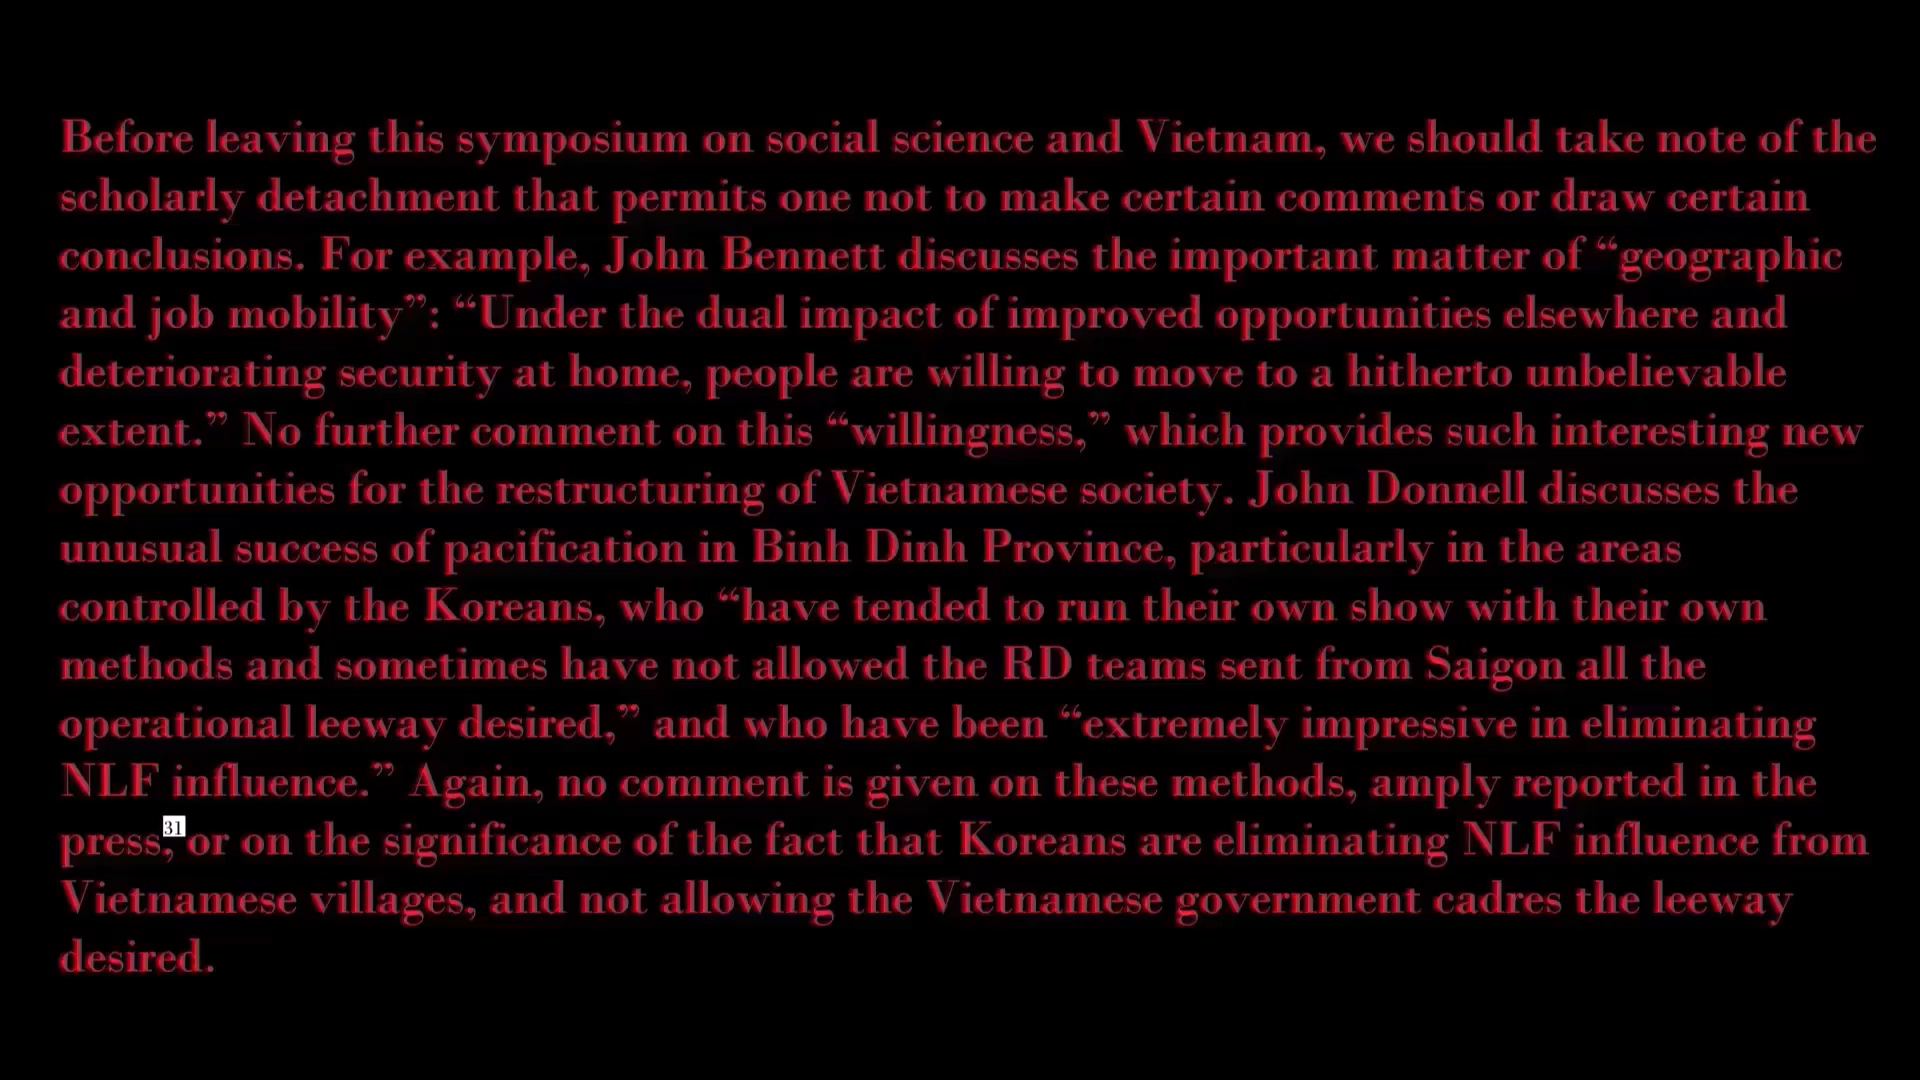 Before leaving this symposium on social science and Vietnam, we should take note of the
scholarly detachment that permits one not to make certain comments or draw certain
conclusions. For example, John Bennett discusses the important matter of “geographic
and job mobility”: “Under the dual impact of improved opportunities elsewhere and
deteriorating security at home, people are willing to move to a hitherto unbelievable
extent.” No further comment on this “willingness,” which provides such interesting new
opportunities for the restructuring of Vietnamese society. John Donnell discusses the
unusual success of pacification in Binh Dinh Province, particularly in the areas
controlled by the Koreans, who “have tended to run their own show with their own
methods and sometimes have not allowed the RD teams sent from Saigon all the
operational leeway desired,” and who have been “extremely impressive in eliminating
NLF influence.” Again, no comment is given on these methods, amply reported in the
press,31 or on the significance of the fact that Koreans are eliminating NLF influence from
Vietnamese villages, and not allowing the Vietnamese government cadres the leeway
desired.